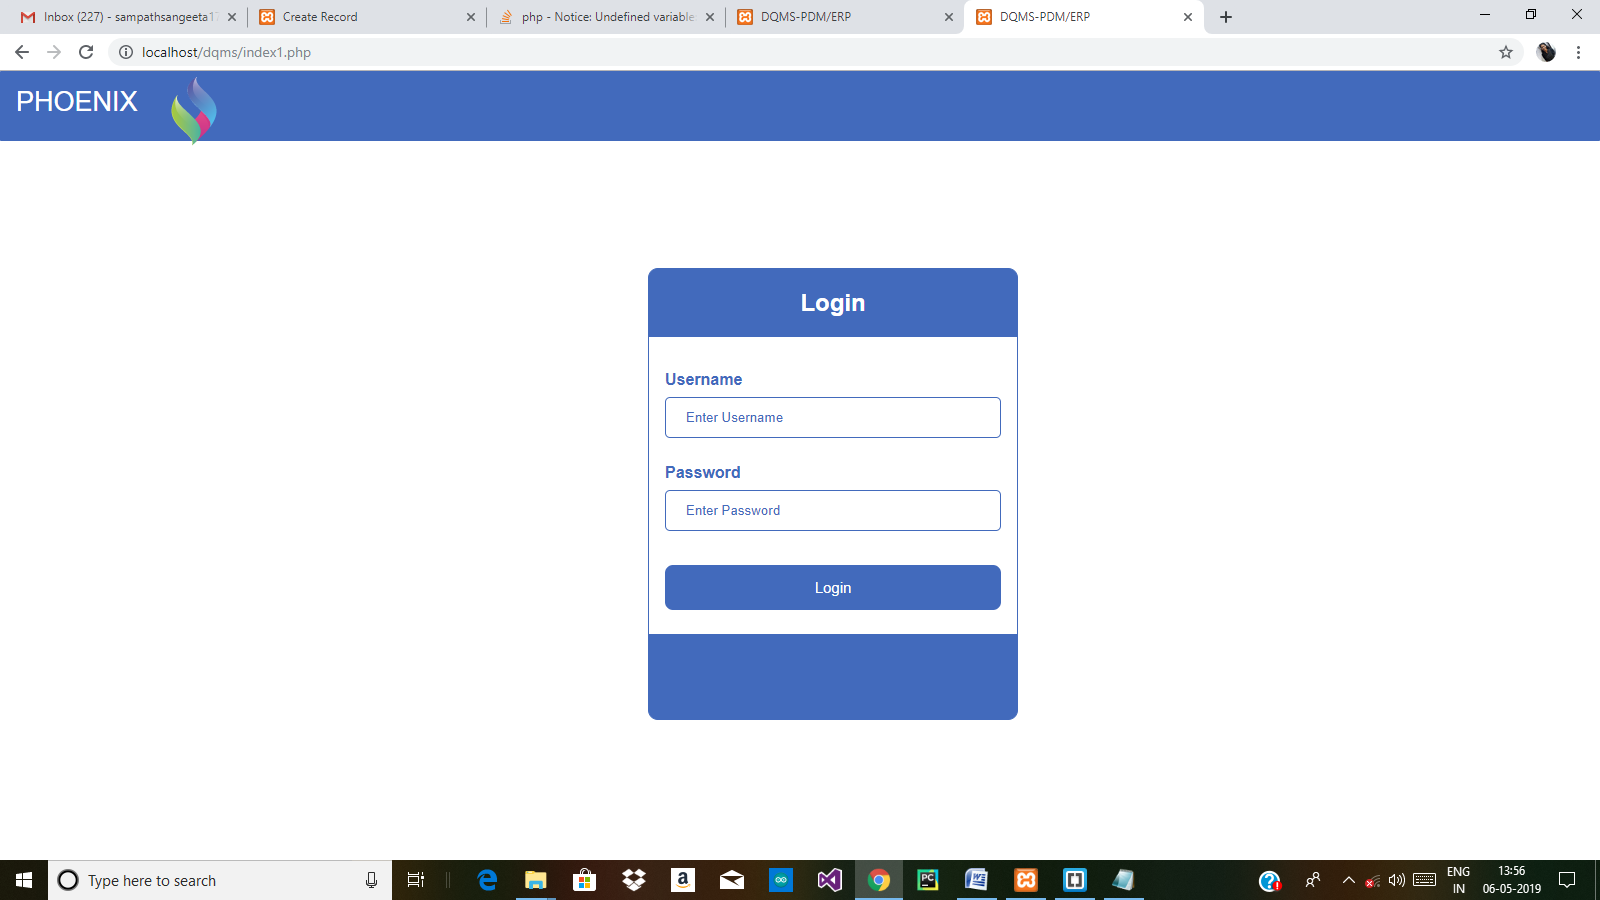 Inbox (227) - sampathsangeeta17
Create Record
php - Notice: Undefined variable
DQMS-PDM/ERP
DQMS-PDM/ERP
localhost/dqms/index1.php
PHOENIX
Login
Username
Enter Username
Password
Enter Password
Login
Type here to search
a
PC
W
ENG
IN
13:56
06-05-2019